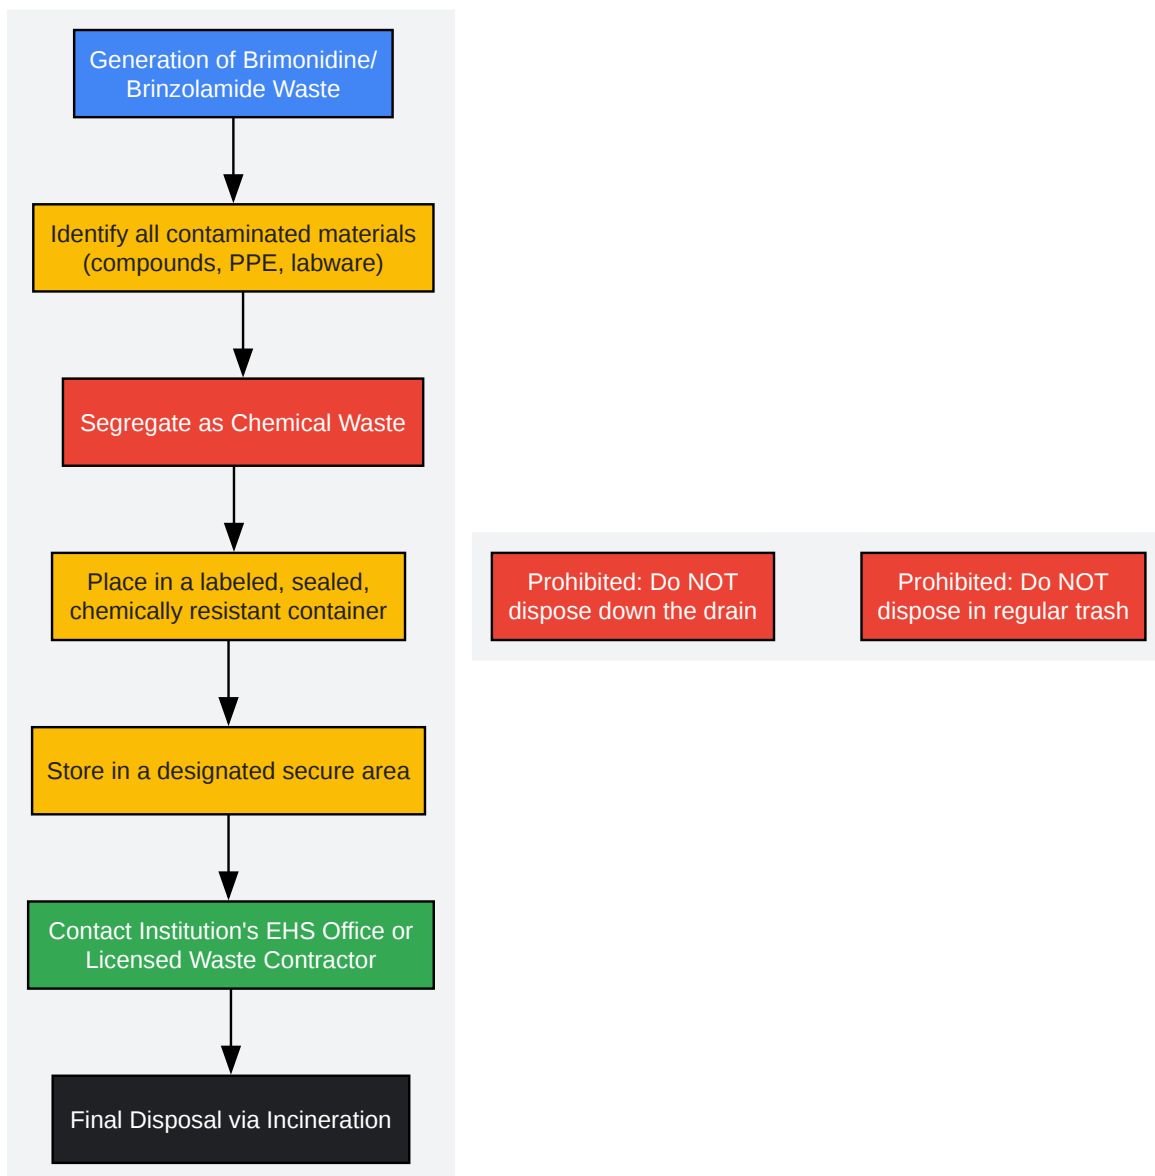 Generation of Brimonidine/
Brinzolamide Waste
Identify all contaminated materials
(compounds, PPE, labware)
Segregate as Chemical Waste
Place in a labeled, sealed,
chemically resistant container
Prohibited: Do NOT
dispose down the drain
Prohibited: Do NOT
dispose in regular trash
Store in a designated secure area
Contact Institution's EHS Office or
Licensed Waste Contractor
Final Disposal via Incineration